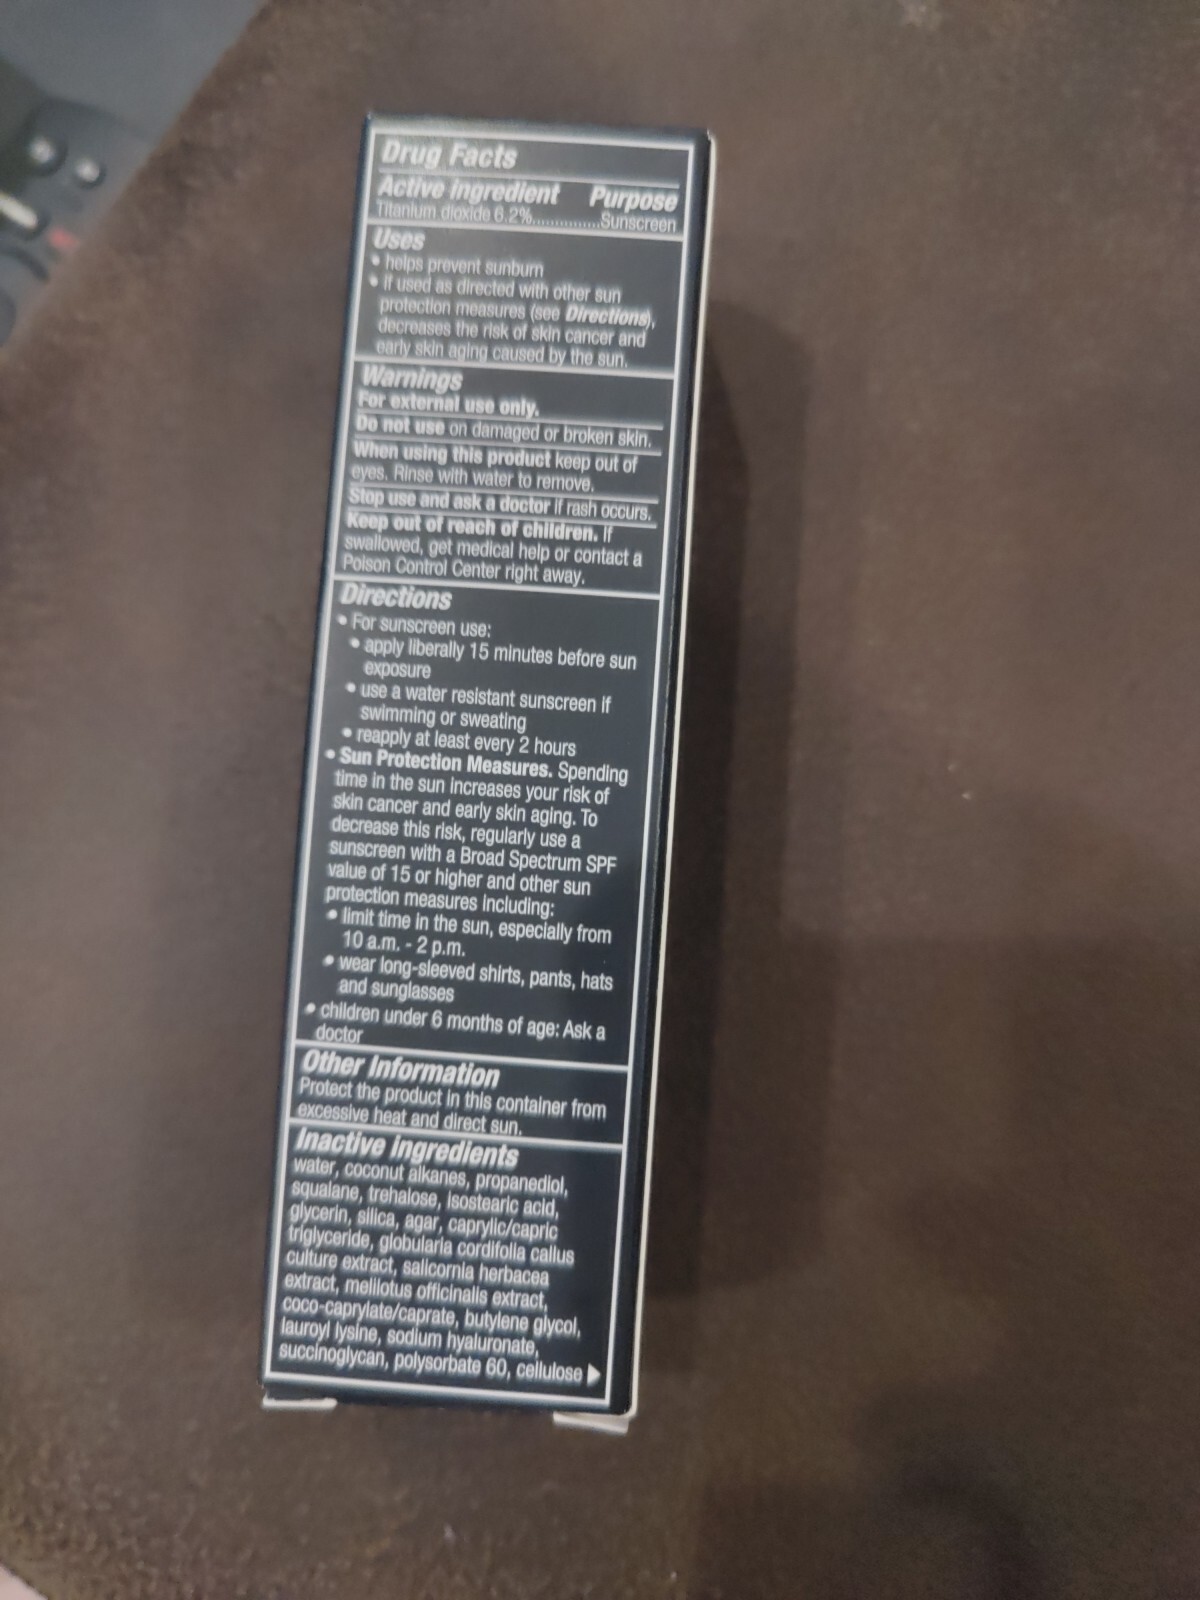 Drug Facts
Active ingredient Purpose
Titanium dioxide 6.2%...............Sunscreen
Uses
• helps prevent sunburn
• if used as directed with other sun
protection measures (see Directions),
decreases the risk of skin cancer and
early skin aging caused by the sun.
Warnings
For external use only.
Do not use on damaged or broken skin.
When using this product keep out of
eyes. Rinse with water to remove.
Stop use and ask a doctor if rash occurs.
Keep out of reach of children. If
swallowed, get medical help or contact a
Poison Control Center right away.
Directions
• For sunscreen use:
• apply liberally 15 minutes before sun
exposure
• use a water resistant sunscreen if
swimming or sweating
• reapply at least every 2 hours
• Sun Protection Measures. Spending
time in the sun increases your risk of
skin cancer and early skin aging. To
decrease this risk, regularly use a
sunscreen with a Broad Spectrum SPF
value of 15 or higher and other sun
protection measures including:
• limit time in the sun, especially from
10 a.m. - 2 p.m.
• wear long-sleeved shirts, pants, hats
and sunglasses
• children under 6 months of age: Ask a
doctor
Other Information
Protect the product in this container from
excessive heat and direct sun.
Inactive ingredients
water, coconut alkanes, propanediol,
squalane, trehalose, isostearic acid,
glycerin, silica, agar, caprylic/capric
triglyceride, globularia cordifolia callus
culture extract, salicornia herbacea
extract, melilotus officinalis extract,
coco-caprylate/caprate, butylene glycol,
lauroyl lysine, sodium hyaluronate,
succinoglycan, polysorbate 60, cellulose ▶